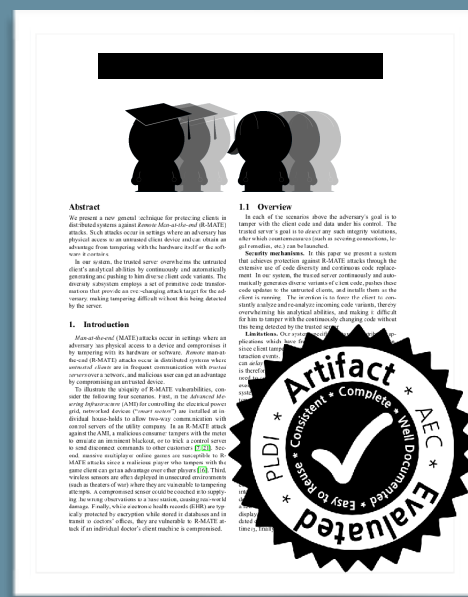 Abstract
We present a new general technique for protecting clients in
distributed systems against Remote Man-at-the-end (R-MATE)
attacks. Such attacks occur in settings where an adversary has
physical access to an untrusted client device and can obtain an
advantage from tampering with the hardware itself or the soft-
ware it contains.
In our system, the trusted server overwhelms the untrusted
client's analytical abilities by continuously and automatically
generating and pushing to him diverse client code variants. The
diversity subsystem employs a set of primitive code transfor-
mations that provide an ever-changing attack target for the ad-
versary, making tampering difficult without this being detected
by the server.
1. Introduction
Man-at-the-end (MATE) attacks occur in settings where an
adversary has physical access to a device and compromises it
by tampering with its hardware or software. Remote man-at-
the-end (R-MATE) attacks occur in distributed systems where
untrusted clients are in frequent communication with trusted
servers over a network, and malicious user can get an advantage
by compromising an untrusted device.
To illustrate the ubiquity of R-MATE vulnerabilities, con-
sider the following four scenarios. First, in the Advanced Me-
tering Infrastructure (AMI) for controlling the electrical power
grid, networked devices ("smart meters") are installed at in-
dividual house-holds to allow two-way communication with
control servers of the utility company. In an R-MATE attack
against the AMI, a malicious consumer tampers with the meter
to emulate an imminent blackout, or to trick a control server
to send disconnect commands to other customers
ond, massive multiplayer online games are susceptible to R-
MATE attacks since a malicious player who tampers with the
game client can get an advantage over other players [16]. Third,
wireless sensors are often deployed in unsecured environments
(such as theaters of war) where they are vulnerable to tampering
attempts. A compromised sensor could be coached into supply-
ing the wrong observations to a base station, causing real-world
damage. Finally, while electronic health records (EHR) are typ-
ically protected by encryption while stored in databases and in
transit to doctors' offices, they are vulnerable to R-MATE at-
tack if an individual doctor's client machine is compromised.
1.1 Overview
In each of the scenarios above the adversary's goal is to
tamper with the client code and data under his control. The
trusted server's goal is to detect any such integrity violations,
after which countermeasures (such as severing connections, le-
gal remedies, etc.) can be launched.
Security mechanisms. In this paper we present a system
that achieves protection against R-MATE attacks through the
extensive use of code diversity and continuous code replace-
ment. In our system, the trusted server continuously and auto-
matically generates diverse variants of client code, pushes these
code updates to the untrusted clients, and installs them as the
client is running. The intention is to force the client to con-
stantly analyze and re-analyze incoming code variants, thereby
overwhelming his analytical abilities, and making it difficult
for him to tamper with the continuously changing code without
this being detected by the trusted server.
Limitations. Our
plications which
since client
Artifact
Evaluated
PLDI
AEC
Consistent * Complete * Well Documented * Easy to Reuse *